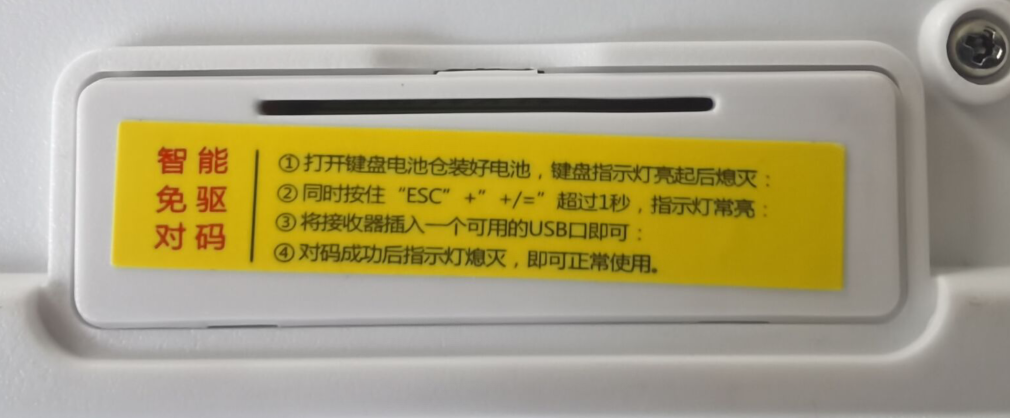 智能
免驱
对码
①打开键盘电池仓装好电池，键盘指示灯亮起后熄灭：
②同时按住“ESC”+”+/=”超过1秒，指示灯常亮：
③将接收器插入一个可用的USB口即可：
④对码成功后指示灯熄灭，即可正常使用。